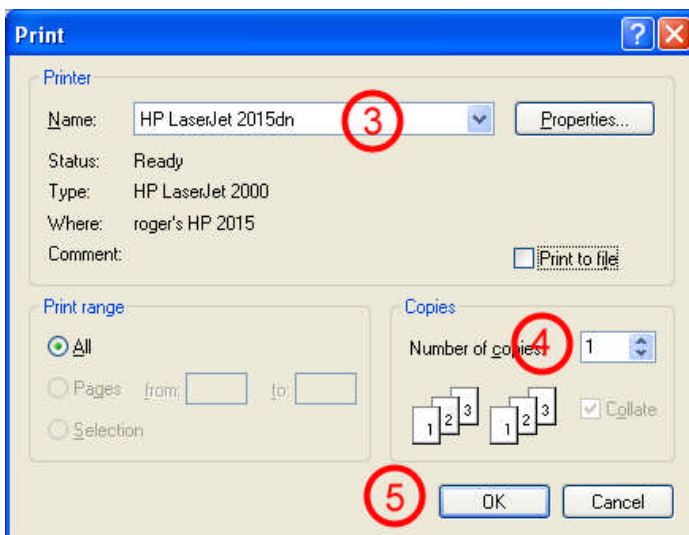 Print
Printer
Name: HP LaserJet 2015dn 3 Properties...
Status: Ready
Type: HP LaserJet 2000
Where: roger's HP 2015
Comment: Print to file
Print range
All
Pages from: to:
Selection
Copies
Number of copies: 4 1
1 2 3 1 2 3 Collate
5 OK Cancel